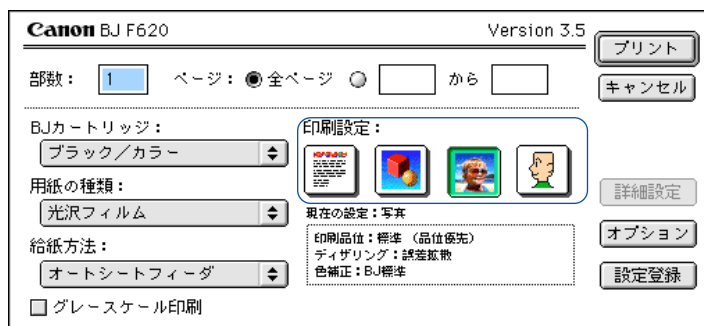 Canon BJ F620 Version 3.5
プリント
部数： 1 ページ： 全ページ から
キャンセル
BJカートリッジ：
ブラック／カラー
用紙の種類：
光沢フィルム
給紙方法：
オートシートフィーダ
グレースケール印刷
印刷設定：
現在の設定：写真
印刷品位：標準 （品位優先）
ディザリング：誤差拡散
色補正：BJ標準
詳細設定
オプション
設定登録